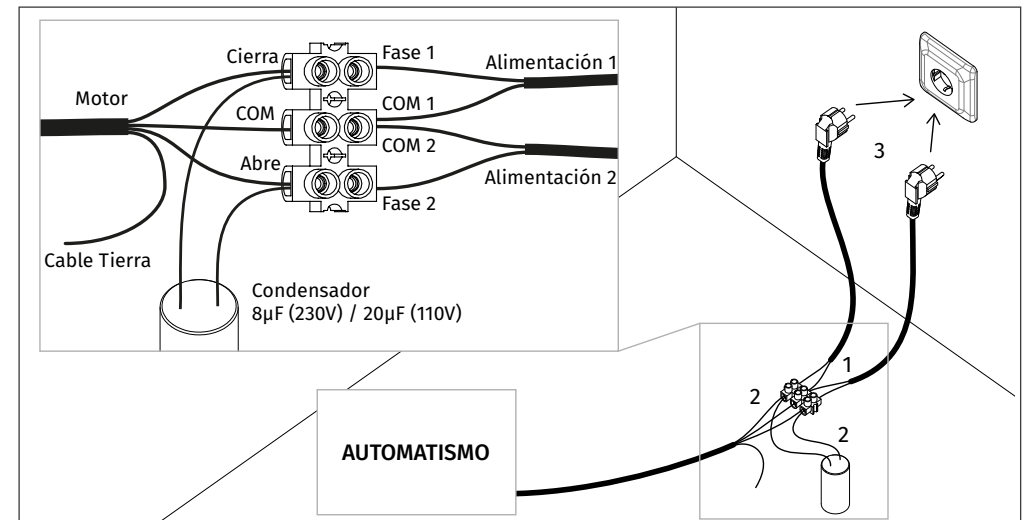 Cierra
Fase 1
Alimentación 1
Motor
COM
COM 1
COM 2
Abre
Alimentación 2
Fase 2
Cable Tierra
Condensador
8µF (230V) / 20µF (110V)
3
1
2
2
AUTOMATISMO